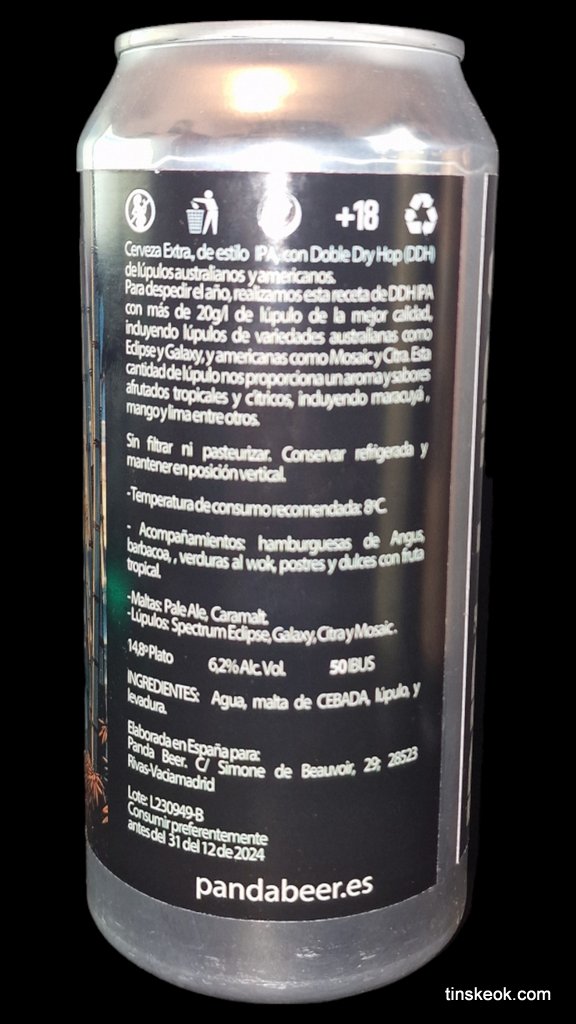 +18
Cerveza Extra, de estilo IPA, con Doble Dry Hop (DDH)
de lúpulos australianos y americanos.
Para despedir el año, realizamos esta receta de DDH IPA
con más de 20g/l de lúpulo de la mejor calidad,
incluyendo lúpulos de variedades australianas como
Eclipse y Galaxy, y americanas como Mosaic y Citra. Esta
cantidad de lúpulo nos proporciona un aroma y sabores
afrutados tropicales y cítricos, incluyendo maracuyá ,
mango y lima entre otros.
Sin filtrar ni pasteurizar. Conservar refrigerada y
mantener en posición vertical.
-Temperatura de consumo recomendada: 8ºC
- Acompañamientos: hamburguesas de Angus,
barbacoa, , verduras al wok, postres y dulces con fruta
tropical.
-Maltas: Pale Ale, Caramalt.
-Lúpulos: Spectrum Eclipse, Galaxy, Citra y Mosaic.
14,8º Plato 6,2% Alc. Vol. 50 IBUS
INGREDIENTES: Agua, malta de CEBADA, lúpulo, y
levadura.
Elaborada en España para:
Panda Beer. C/ Simone de Beauvoir, 29; 28523
Rivas-Vaciamadrid
Lote: L230949-B
Consumir preferentemente
antes del 31 del 12 de 2024
pandabeer.es
tinskeok.com